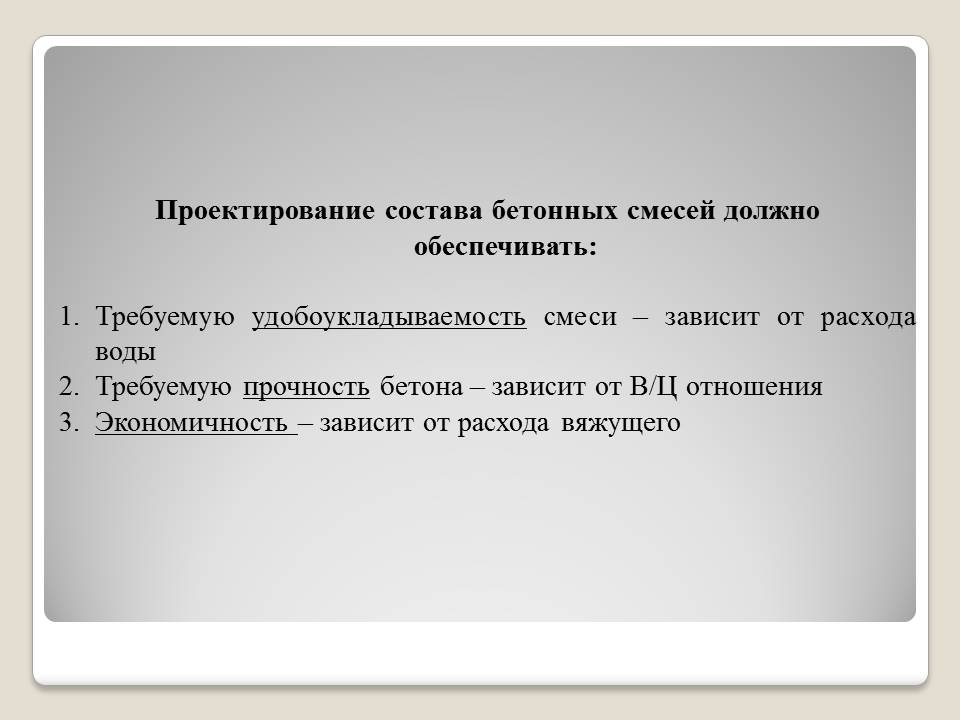 Проектирование состава бетонных смесей должно
обеспечивать:
1. Требуемую удобоукладываемость смеси – зависит от расхода
воды
2. Требуемую прочность бетона – зависит от В/Ц отношения
3. Экономичность – зависит от расхода вяжущего